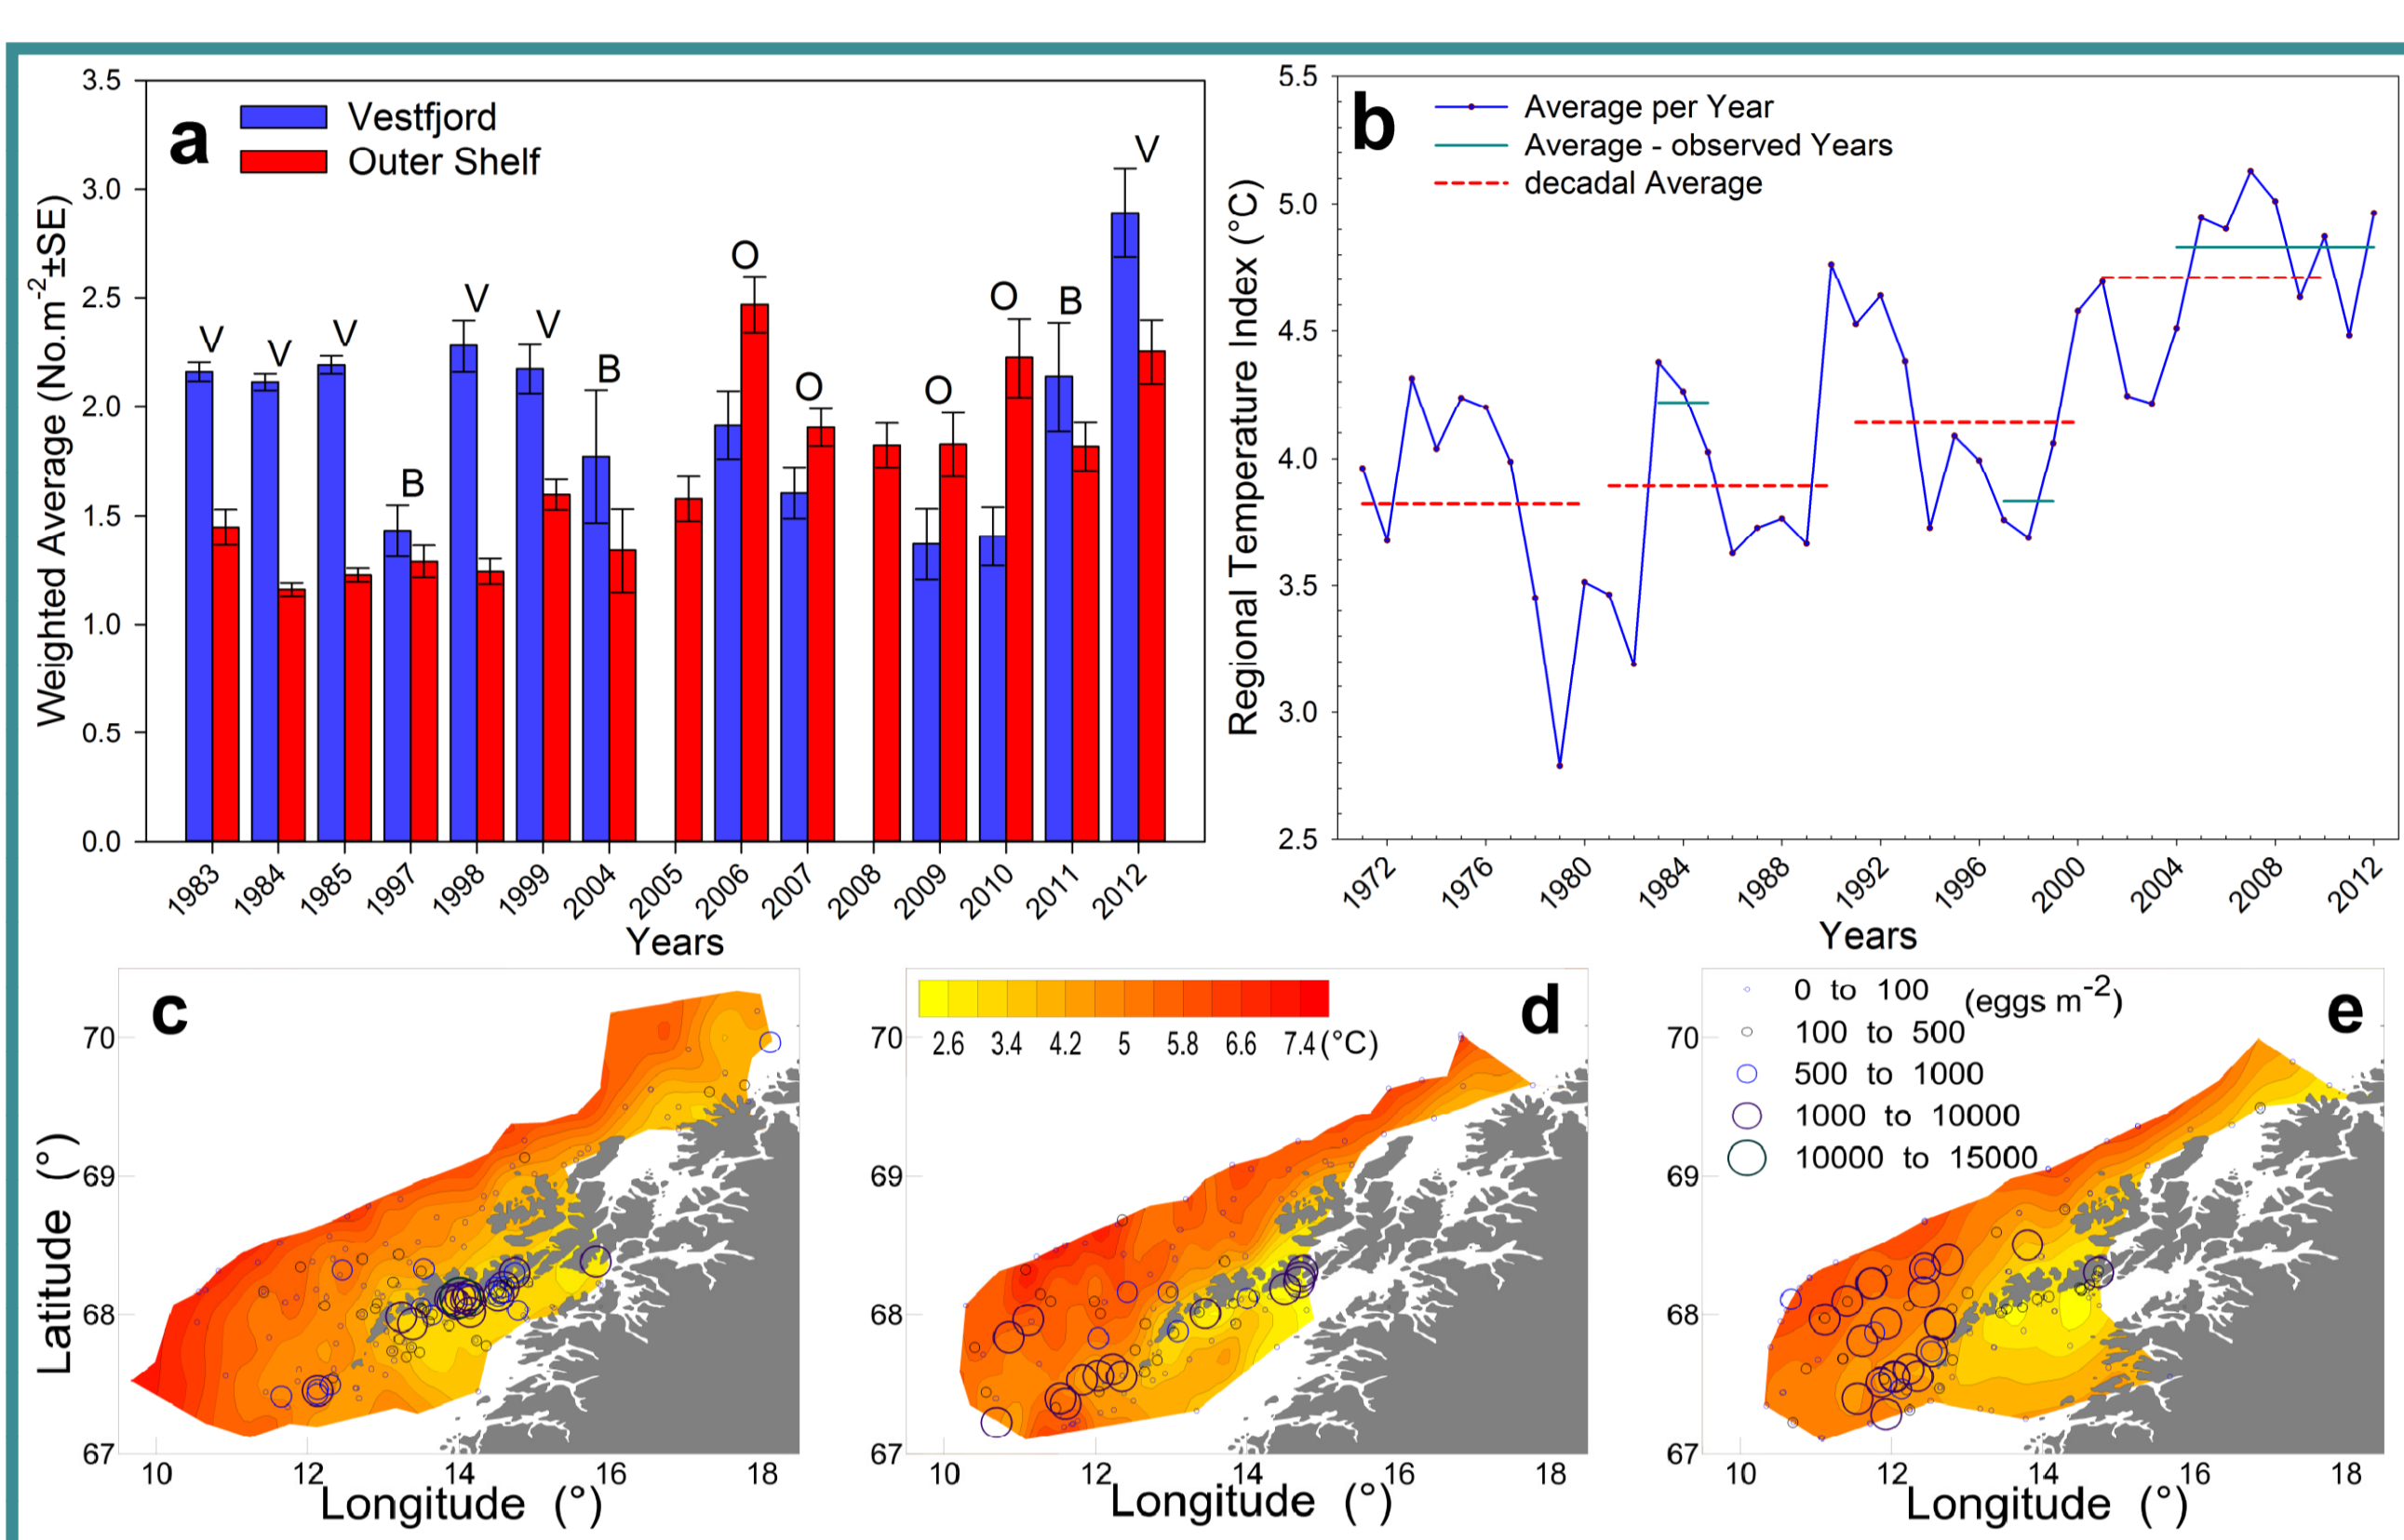 a
Vestfjord
Outer Shelf
Weighted Average (No.m⁻²±SE)
3.5
3.0
2.5
2.0
1.5
1.0
0.5
0.0
V V V B V V B O O O O B V
1983 1984 1985 1997 1998 1999 2004 2005 2006 2007 2008 2009 2010 2011 2012
Years
b
Average per Year
Average - observed Years
decadal Average
Regional Temperature Index (°C)
5.5
5.0
4.5
4.0
3.5
3.0
2.5
1972 1976 1980 1984 1988 1992 1996 2000 2004 2008 2012
Years
c
Latitude (°)
70
69
68
67
10 12 14 16 18
Longitude (°)
d
2.6 3.4 4.2 5 5.8 6.6 7.4 (°C)
70
69
68
67
10 12 14 16 18
Longitude (°)
e
0 to 100 (eggs m⁻²)
100 to 500
500 to 1000
1000 to 10000
10000 to 15000
70
69
68
67
10 12 14 16 18
Longitude (°)